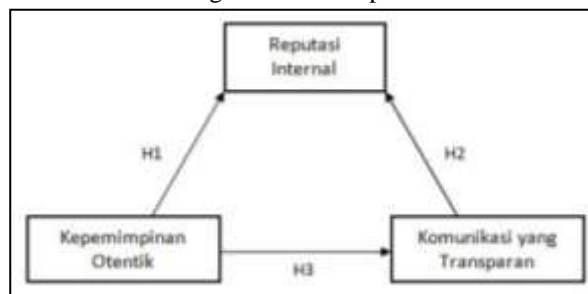 Reputasi
Internal
H1
H2
Kepemimpinan
Otentik
H3
Komunikasi yang
Transparan